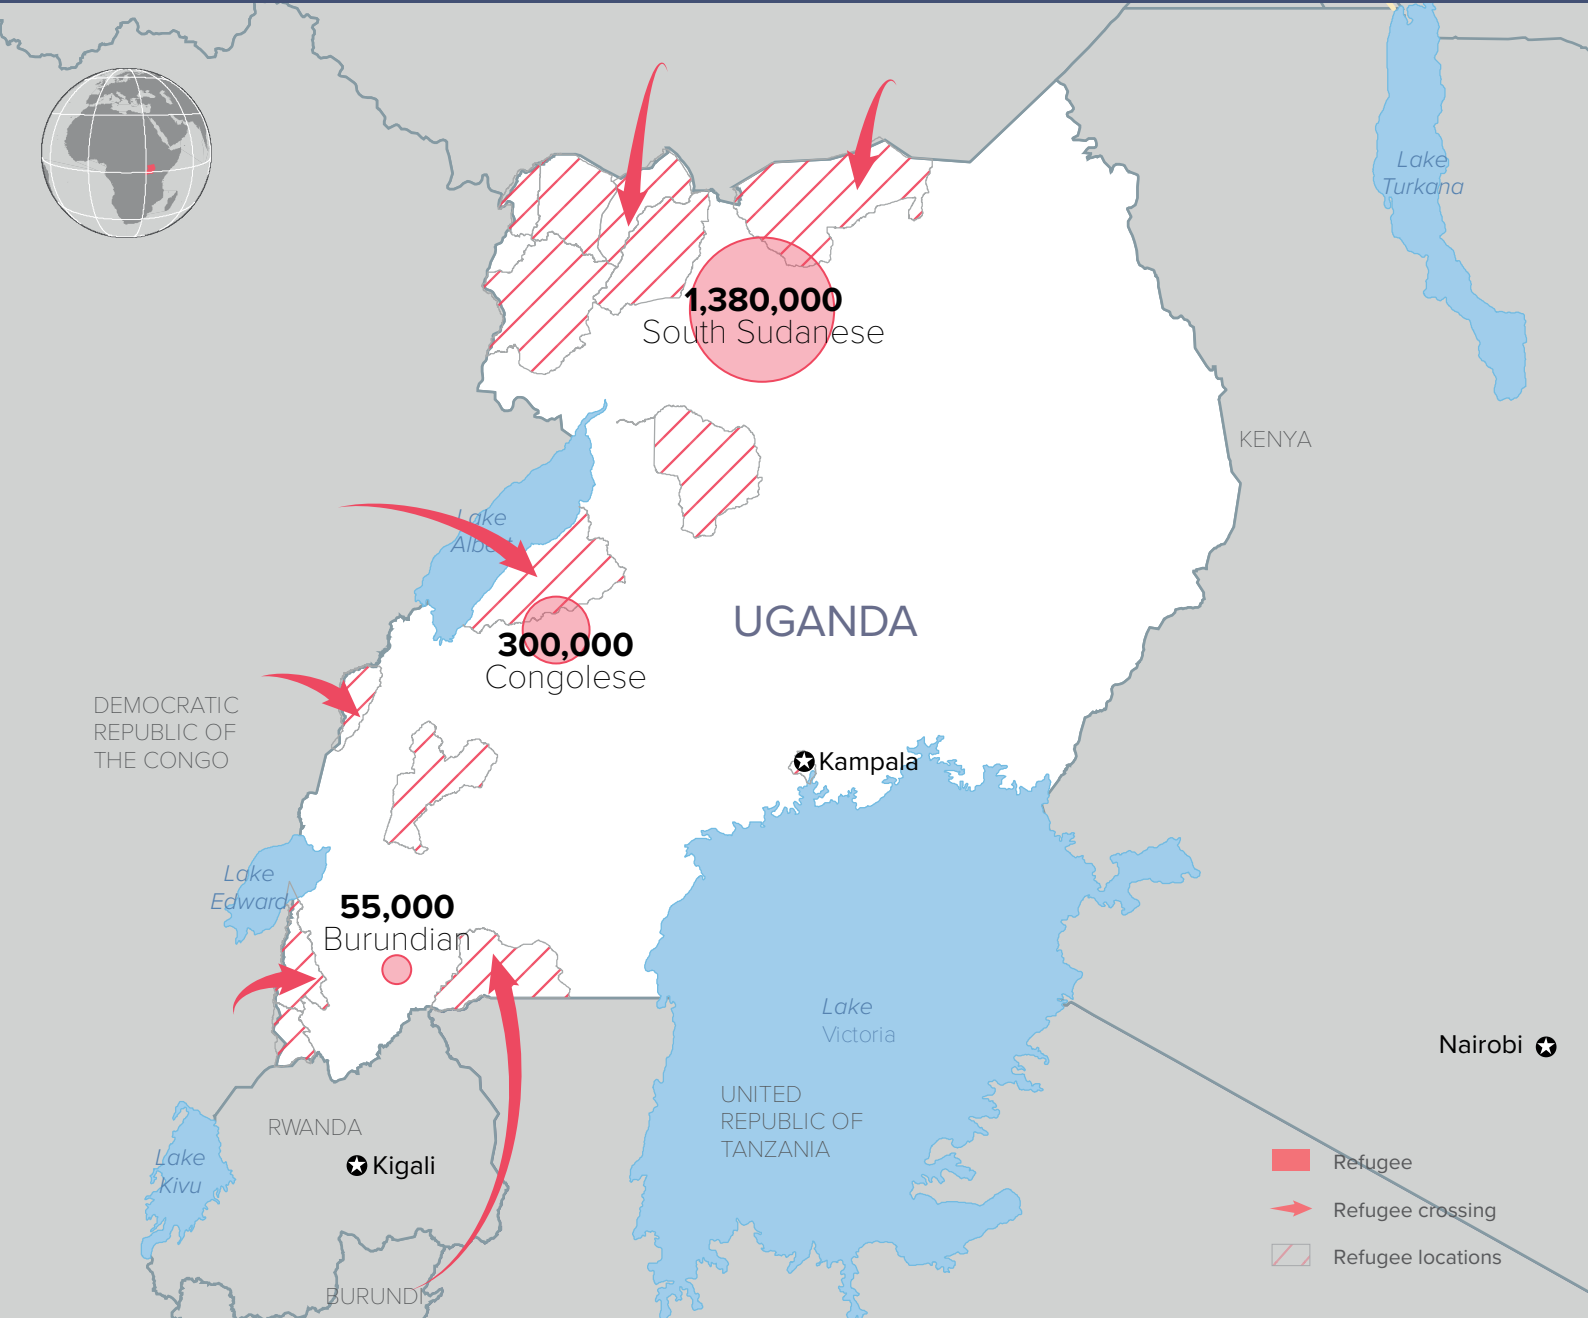 Lake
Turkana
1,380,000
South Sudanese
KENYA
Lake
Albert
UGANDA
300,000
Congolese
DEMOCRATIC
REPUBLIC OF
THE CONGO
Kampala
Lake
Edward
55,000
Burundian
Lake
Victoria
Nairobi
UNITED
REPUBLIC OF
TANZANIA
RWANDA
Kigali
Lake
Kivu
BURUNDI
Refugee
Refugee crossing
Refugee locations